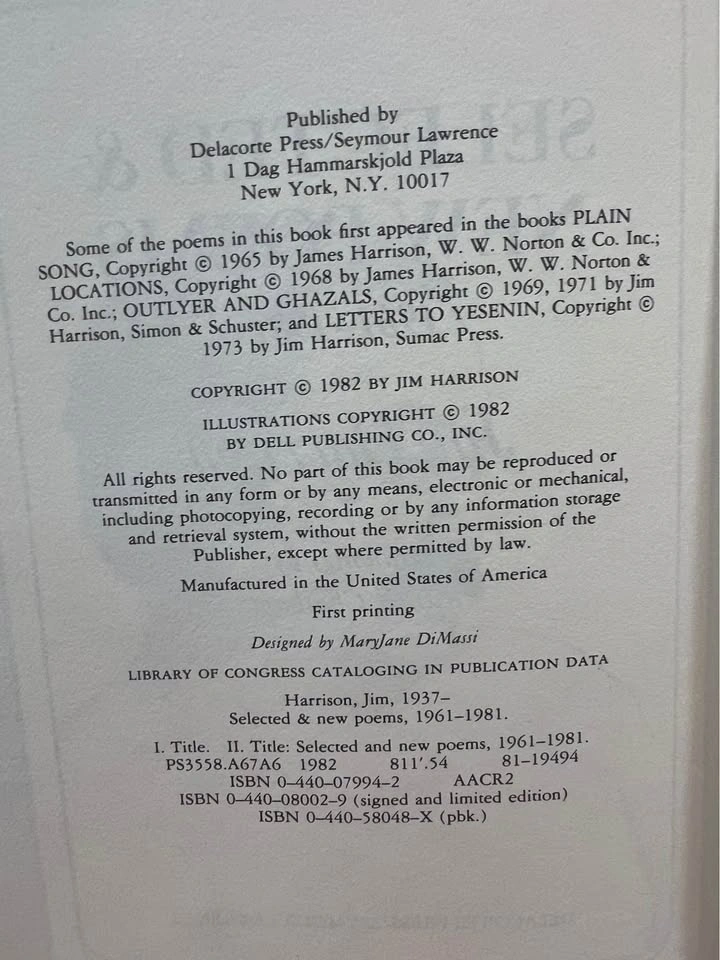 Published by
Delacorte Press/Seymour Lawrence
1 Dag Hammarskjold Plaza
New York, N.Y. 10017
Some of the poems in this book first appeared in the books PLAIN
SONG, Copyright © 1965 by James Harrison, W. W. Norton & Co. Inc.;
LOCATIONS, Copyright © 1968 by James Harrison, W. W. Norton &
Co. Inc.; OUTLYER AND GHAZALS, Copyright © 1969, 1971 by Jim
Harrison, Simon & Schuster; and LETTERS TO YESENIN, Copyright ©
1973 by Jim Harrison, Sumac Press.
COPYRIGHT © 1982 BY JIM HARRISON
ILLUSTRATIONS COPYRIGHT © 1982
BY DELL PUBLISHING CO., INC.
All rights reserved. No part of this book may be reproduced or
transmitted in any form or by any means, electronic or mechanical,
including photocopying, recording or by any information storage
and retrieval system, without the written permission of the
Publisher, except where permitted by law.
Manufactured in the United States of America
First printing
Designed by MaryJane DiMassi
LIBRARY OF CONGRESS CATALOGING IN PUBLICATION DATA
Harrison, Jim, 1937–
Selected & new poems, 1961–1981.
I. Title. II. Title: Selected and new poems, 1961–1981.
PS3558.A67A6 1982 811'.54 81–19494
ISBN 0–440–07994–2 AACR2
ISBN 0–440–08002–9 (signed and limited edition)
ISBN 0–440–58048–X (pbk.)